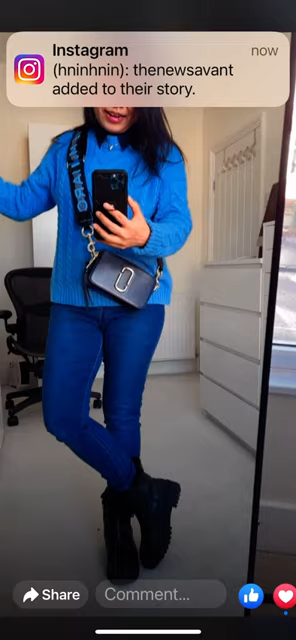 Instagram
now
(hninhnin): thenewsavant
added to their story.
Share
Comment...